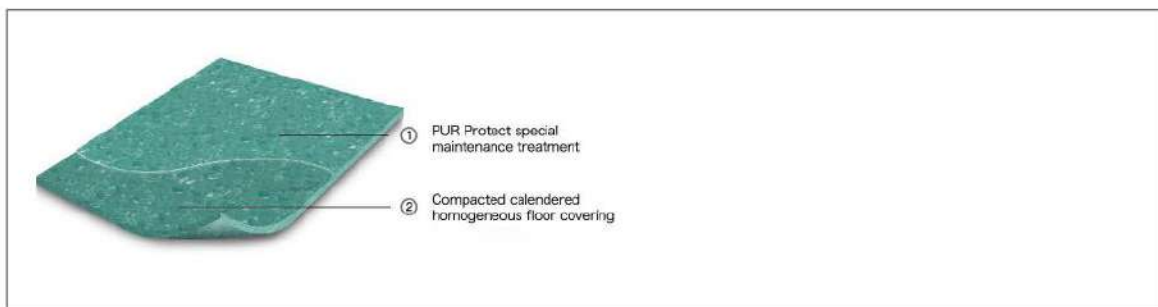 ① PUR Protect special
maintenance treatment
② Compacted calendered
homogeneous floor covering